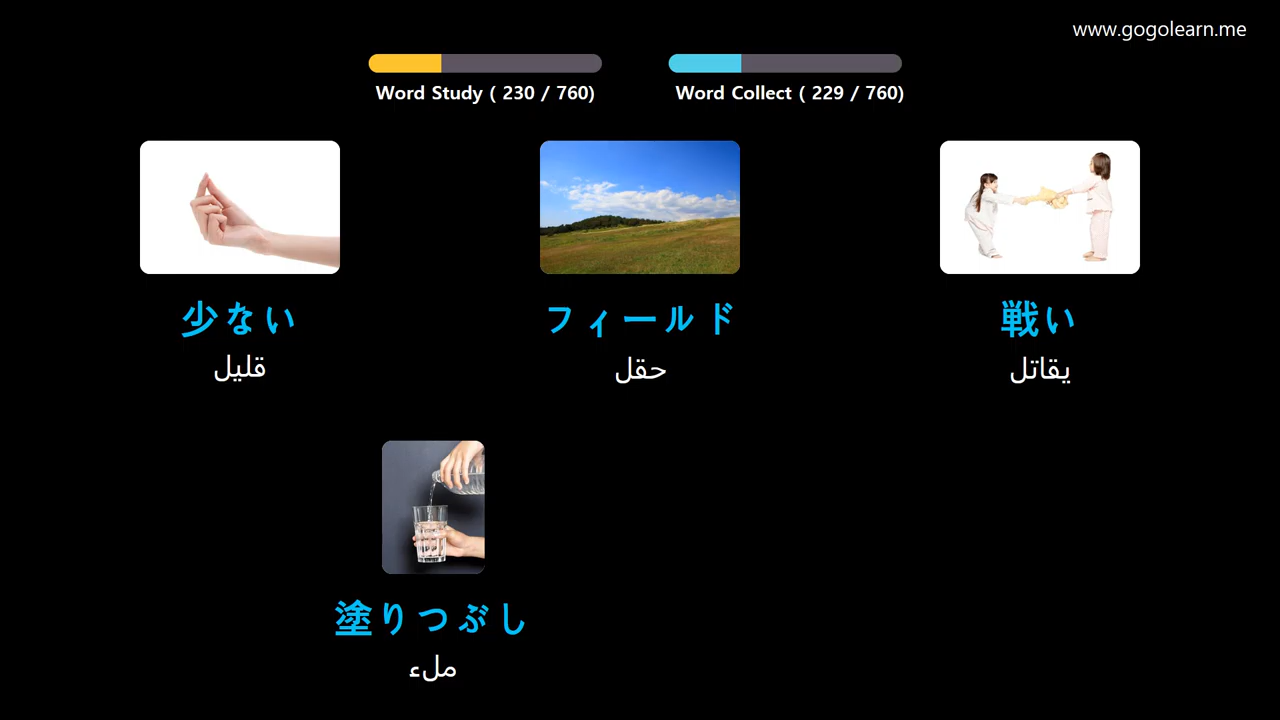 www.gogolearn.me
Word Study ( 230 / 760)
Word Collect ( 229 / 760)
少ない
フィールド
戦い
قليل
حقل
يقاتل
塗りつぶし
ملء